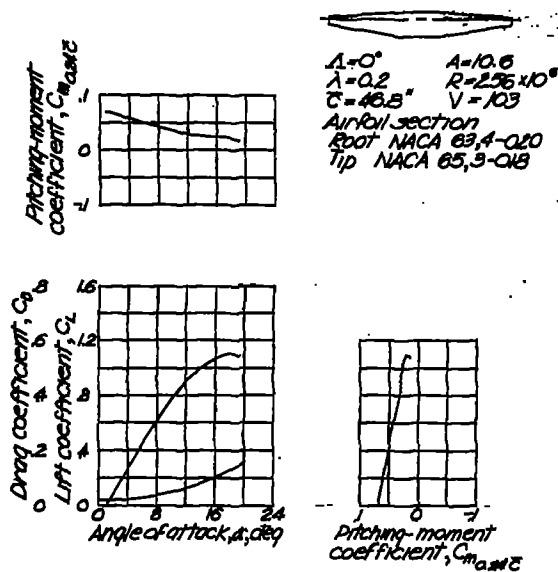 Λ=0° A=10.6
λ=0.2 R=2.56×10⁶
c̅=46.8" V=103
Airfoil section
Root NACA 63,4-020
Tip NACA 65,3-018
Pitching-moment
coefficient, Cm
.1
0
-.1
Drag coefficient, C_D
.8
.6
.4
.2
0
Lift coefficient, C_L
1.6
1.2
.8
.4
0
0 8 16 24
Angle of attack, α, deg
.1 0 -.1
Pitching-moment
coefficient, Cm